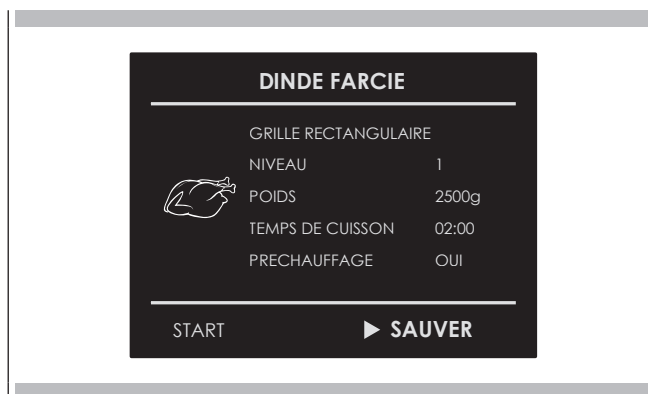 DINDE FARCIE
GRILLE RECTANGULAIRE
NIVEAU 1
POIDS 2500g
TEMPS DE CUISSON 02:00
PRECHAUFFAGE OUI
START ▶ SAUVER